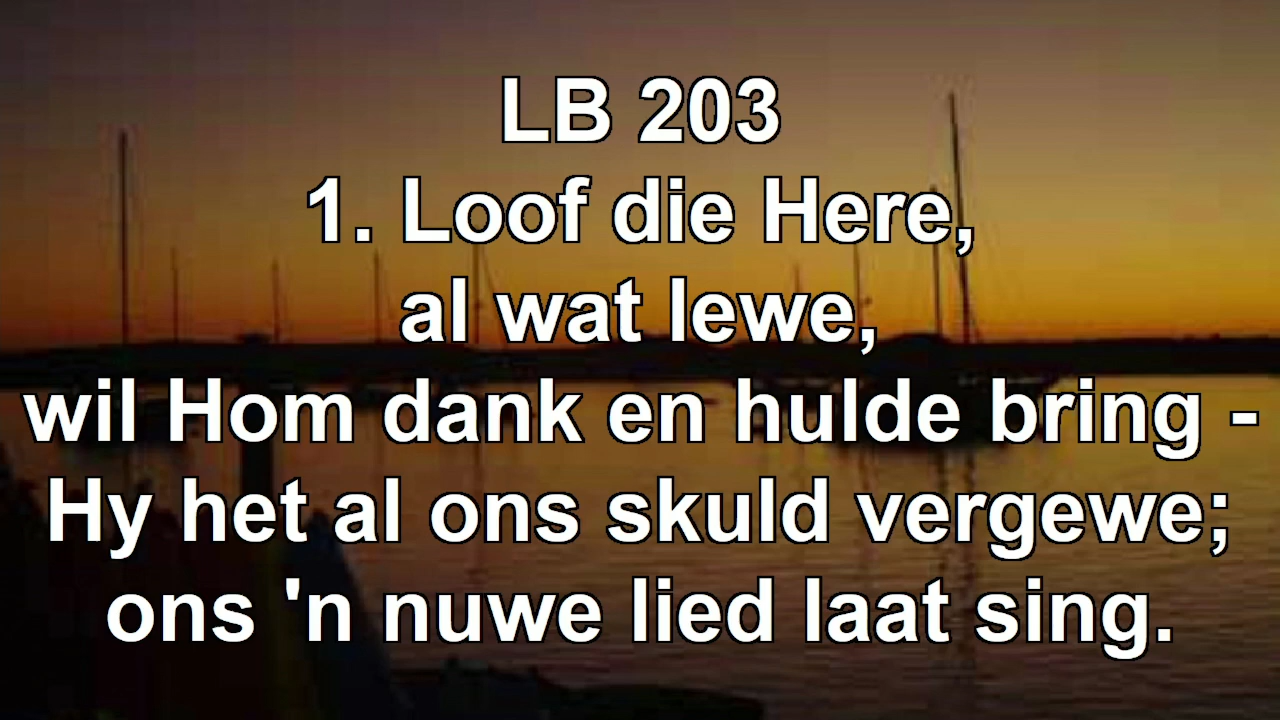 LB 203
1. Loof die Here,
al wat lewe,
wil Hom dank en hulde bring -
Hy het al ons skuld vergewe;
ons 'n nuwe lied laat sing.